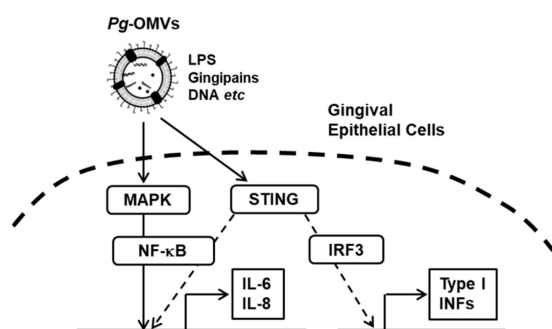 Pg-OMVs
LPS
Gingipains
DNA etc
Gingival
Epithelial Cells
MAPK
STING
NF-κB
IRF3
IL-6
IL-8
Type I
INFs